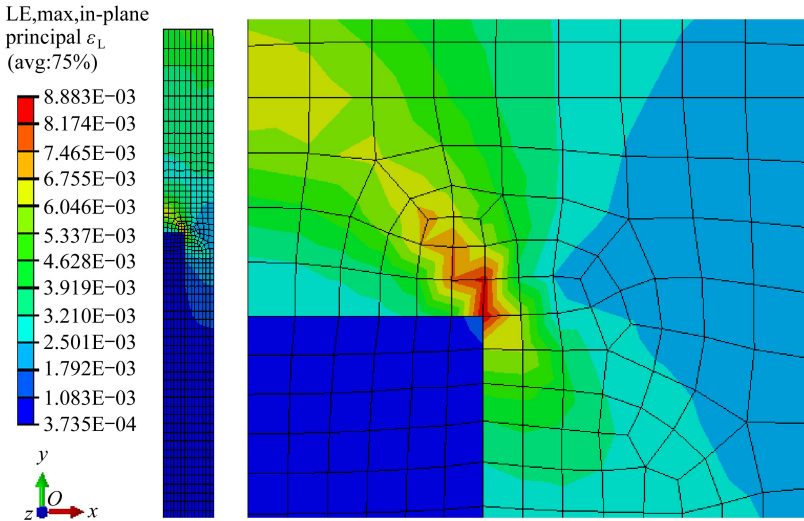 LE,max,in-plane
principal ε_L
(avg:75%)
8.883E−03
8.174E−03
7.465E−03
6.755E−03
6.046E−03
5.337E−03
4.628E−03
3.919E−03
3.210E−03
2.501E−03
1.792E−03
1.083E−03
3.735E−04
y
O
z
x